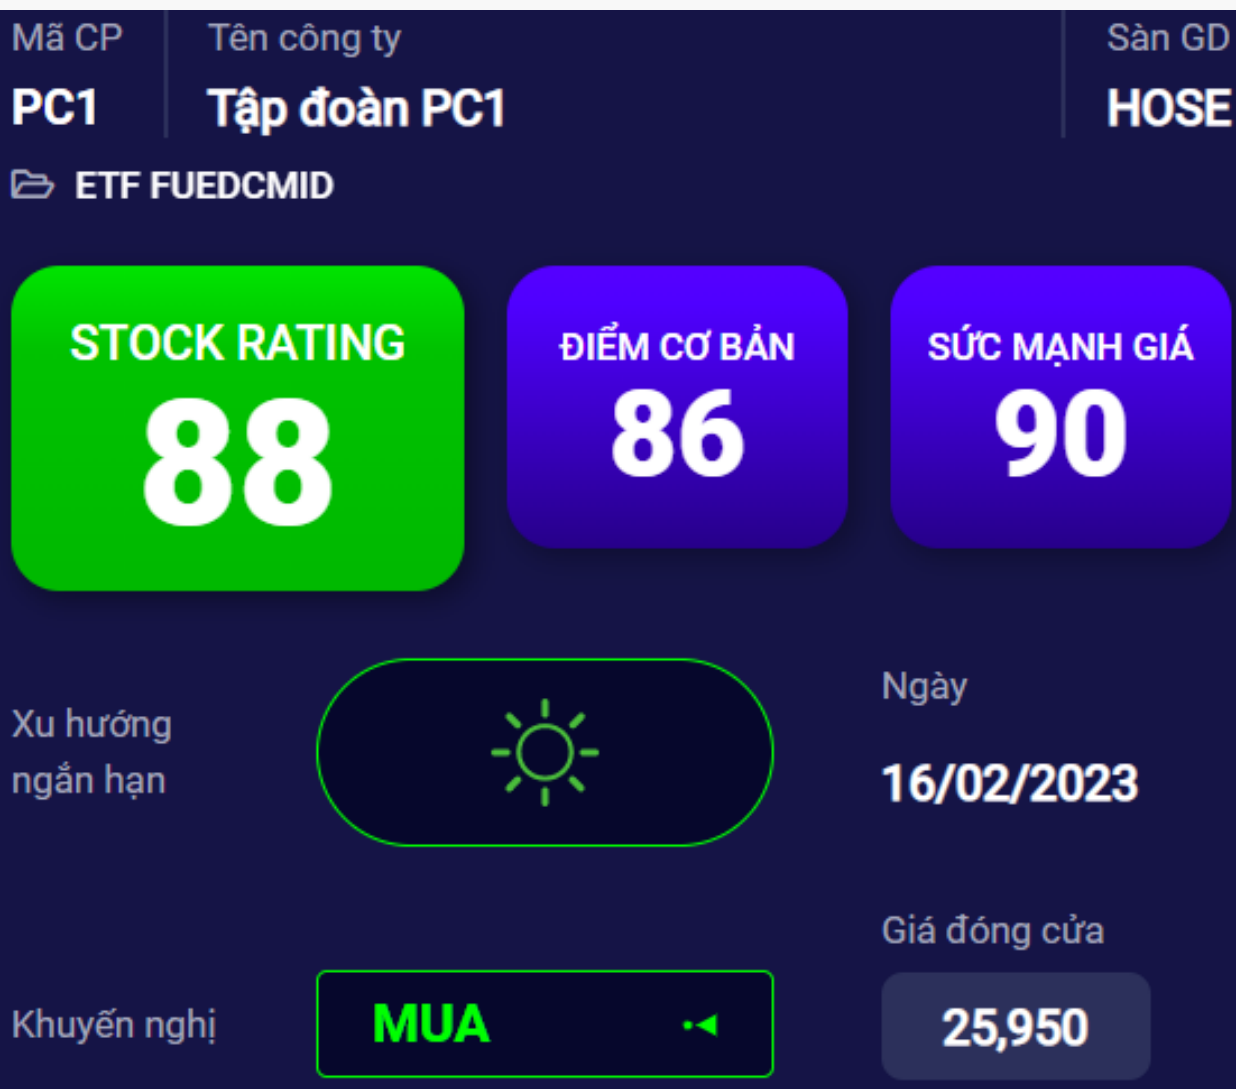 Mã CP
Tên công ty
Sàn GD
PC1
Tập đoàn PC1
HOSE
ETF FUEDCMID
STOCK RATING
88
ĐIỂM CƠ BẢN
86
SỨC MẠNH GIÁ
90
Xu hướng
ngắn hạn
Ngày
16/02/2023
Khuyến nghị
MUA
Giá đóng cửa
25,950